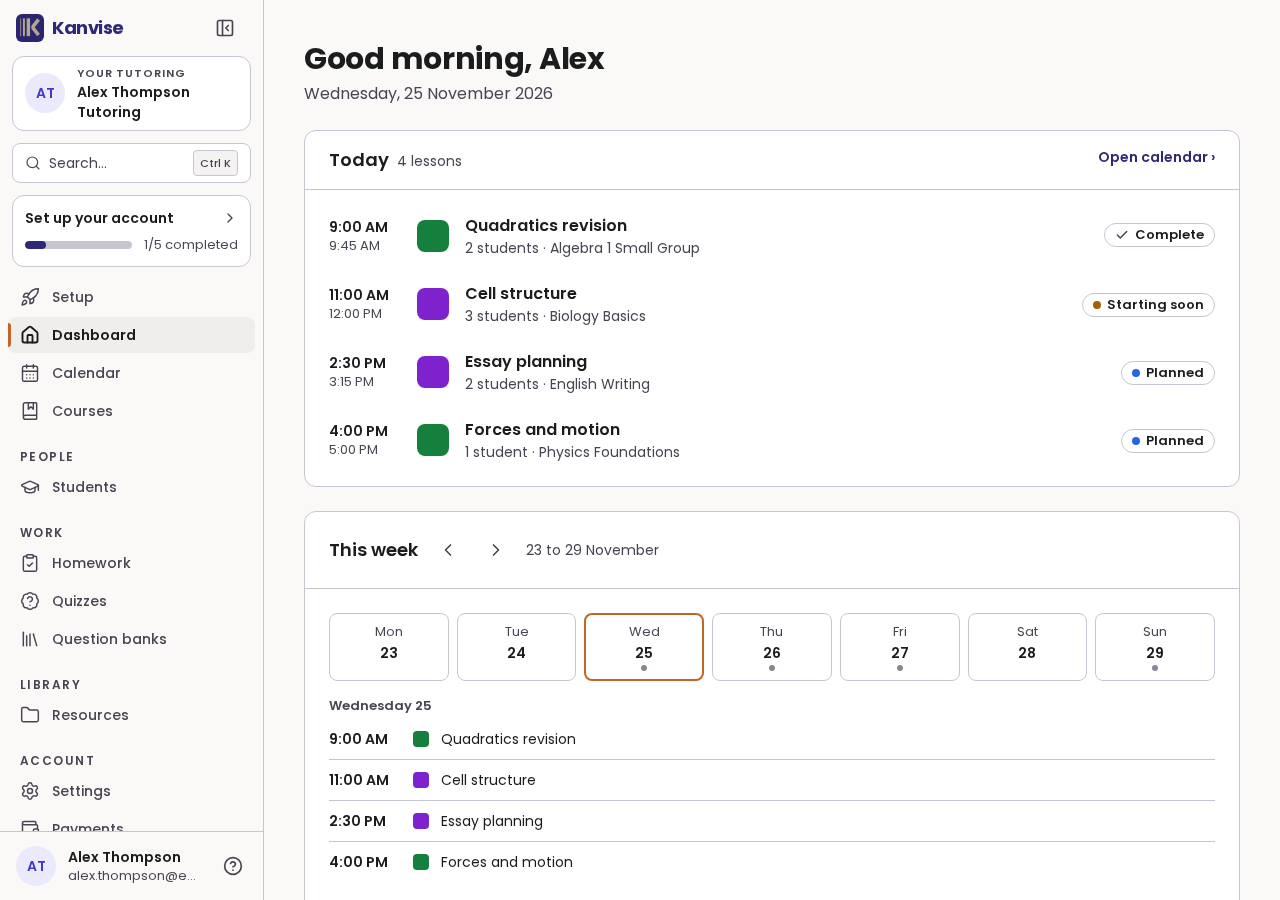 Kanvise
YOUR TUTORING
AT
Alex Thompson
Tutoring
Search...
Ctrl K
Set up your account
1/5 completed
Setup
Dashboard
Calendar
Courses
PEOPLE
Students
WORK
Homework
Quizzes
Question banks
LIBRARY
Resources
ACCOUNT
Settings
Payments
AT
Alex Thompson
alex.thompson@e...
Good morning, Alex
Wednesday, 25 November 2026
Today 4 lessons
Open calendar ›
9:00 AM
9:45 AM
Quadratics revision
2 students · Algebra 1 Small Group
Complete
11:00 AM
12:00 PM
Cell structure
3 students · Biology Basics
Starting soon
2:30 PM
3:15 PM
Essay planning
2 students · English Writing
Planned
4:00 PM
5:00 PM
Forces and motion
1 student · Physics Foundations
Planned
This week
23 to 29 November
Mon
23
Tue
24
Wed
25
Thu
26
Fri
27
Sat
28
Sun
29
Wednesday 25
9:00 AM Quadratics revision
11:00 AM Cell structure
2:30 PM Essay planning
4:00 PM Forces and motion